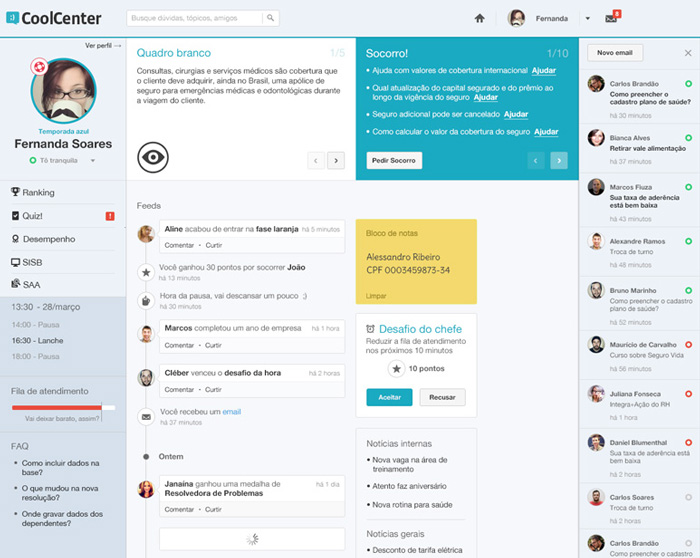 CoolCenter
Busque dúvidas, tópicos, amigos
Fernanda
8
Ver perfil →
Temporada azul
Fernanda Soares
Tô tranquila
Ranking
Quiz!
!
Desempenho
SISB
SAA
13:30 - 28/março
14:00 - Pausa
16:30 - Lanche
18:00 - Pausa
Fila de atendimento
Vai deixar barato, assim?
FAQ
• Como incluir dados na
base?
• O que mudou na nova
resolução?
• Onde gravar dados dos
dependentes?
Quadro branco
1/5
Consultas, cirurgias e serviços médicos são cobertura que
o cliente deve adquirir, ainda no Brasil, uma apólice de
seguro para emergências médicas e odontológicas durante
a viagem do cliente.
‹ ›
Socorro!
1/10
• Ajuda com valores de cobertura internacional Ajudar
• Qual atualização do capital segurado e do prêmio ao
longo da vigência do seguro Ajudar
• Seguro adicional pode ser cancelado Ajudar
• Como calcular o valor da cobertura do seguro Ajudar
Pedir Socorro
‹ ›
Feeds
Aline acabou de entrar na fase laranja há 5 minutos
Comentar • Curtir
Você ganhou 30 pontos por socorrer João
há 13 minutos
Hora da pausa, vai descansar um pouco ;)
há 30 minutos
Marcos completou um ano de empresa há 1 hora
Comentar • Curtir
Cléber venceu o desafio da hora há 2 horas
Comentar • Curtir
Você recebeu um email
há 37 minutos
Ontem
Janaína ganhou uma medalha de há 1 dia
Resolvedora de Problemas
Comentar • Curtir
Bloco de notas
Alessandro Ribeiro
CPF 0003459873-34
Limpar
Desafio do chefe
Reduzir a fila de atendimento
nos próximos 10 minutos
10 pontos
Aceitar
Recusar
Notícias internas
• Nova vaga na área de
treinamento
• Atento faz aniversário
• Nova rotina para saúde
Notícias gerais
• Desconto de tarifa elétrica
Novo email
×
Carlos Brandão
Como preencher o
cadastro plano de saúde?
há 30 minutos
Bianca Alves
Retirar vale alimentação
há 37 minutos
Marcos Fiuza
Sua taxa de aderência
está bem baixa
há 43 minutos
Alexandre Ramos
Troca de turno
há 48 minutos
Bruno Marinho
Como preencher o cadastro
plano de saúde?
há 52 minutos
Maurício de Carvalho
Curso sobre Seguro Vida
há 56 minutos
Juliana Fonseca
Integra+Ação do RH
há 1 hora
Daniel Blumenthal
Sua taxa de aderência está
bem baixa
há 2 horas
Carlos Soares
Troca de turno
há 2 horas
Carlos Brandão
Como preencher o cadastro